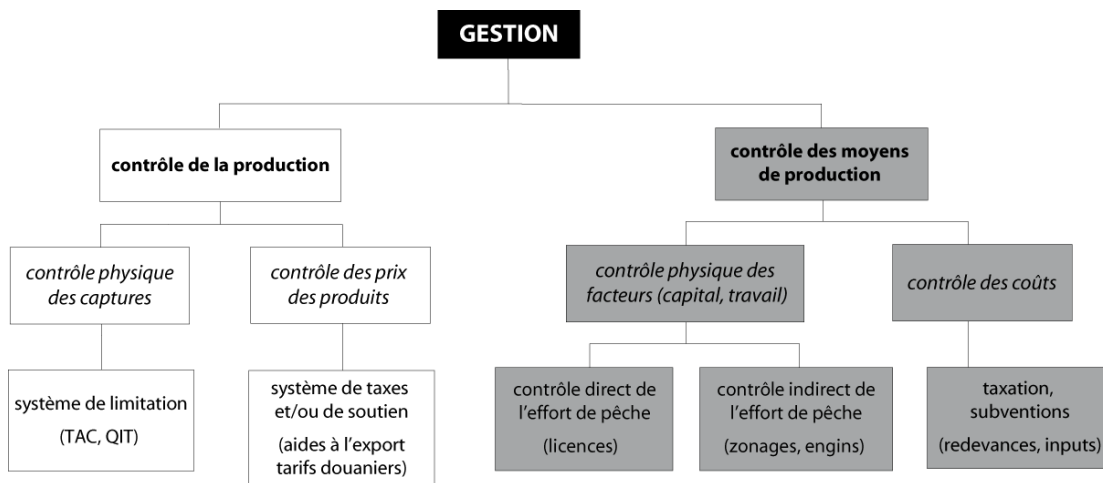 GESTION
contrôle de la production
contrôle des moyens
de production
contrôle physique
des captures
contrôle des prix
des produits
contrôle physique des
facteurs (capital, travail)
contrôle des coûts
système de limitation
(TAC, QIT)
système de taxes
et/ou de soutien
(aides à l'export
tarifs douaniers)
contrôle direct de
l'effort de pêche
(licences)
contrôle indirect de
l'effort de pêche
(zonages, engins)
taxation,
subventions
(redevances, inputs)